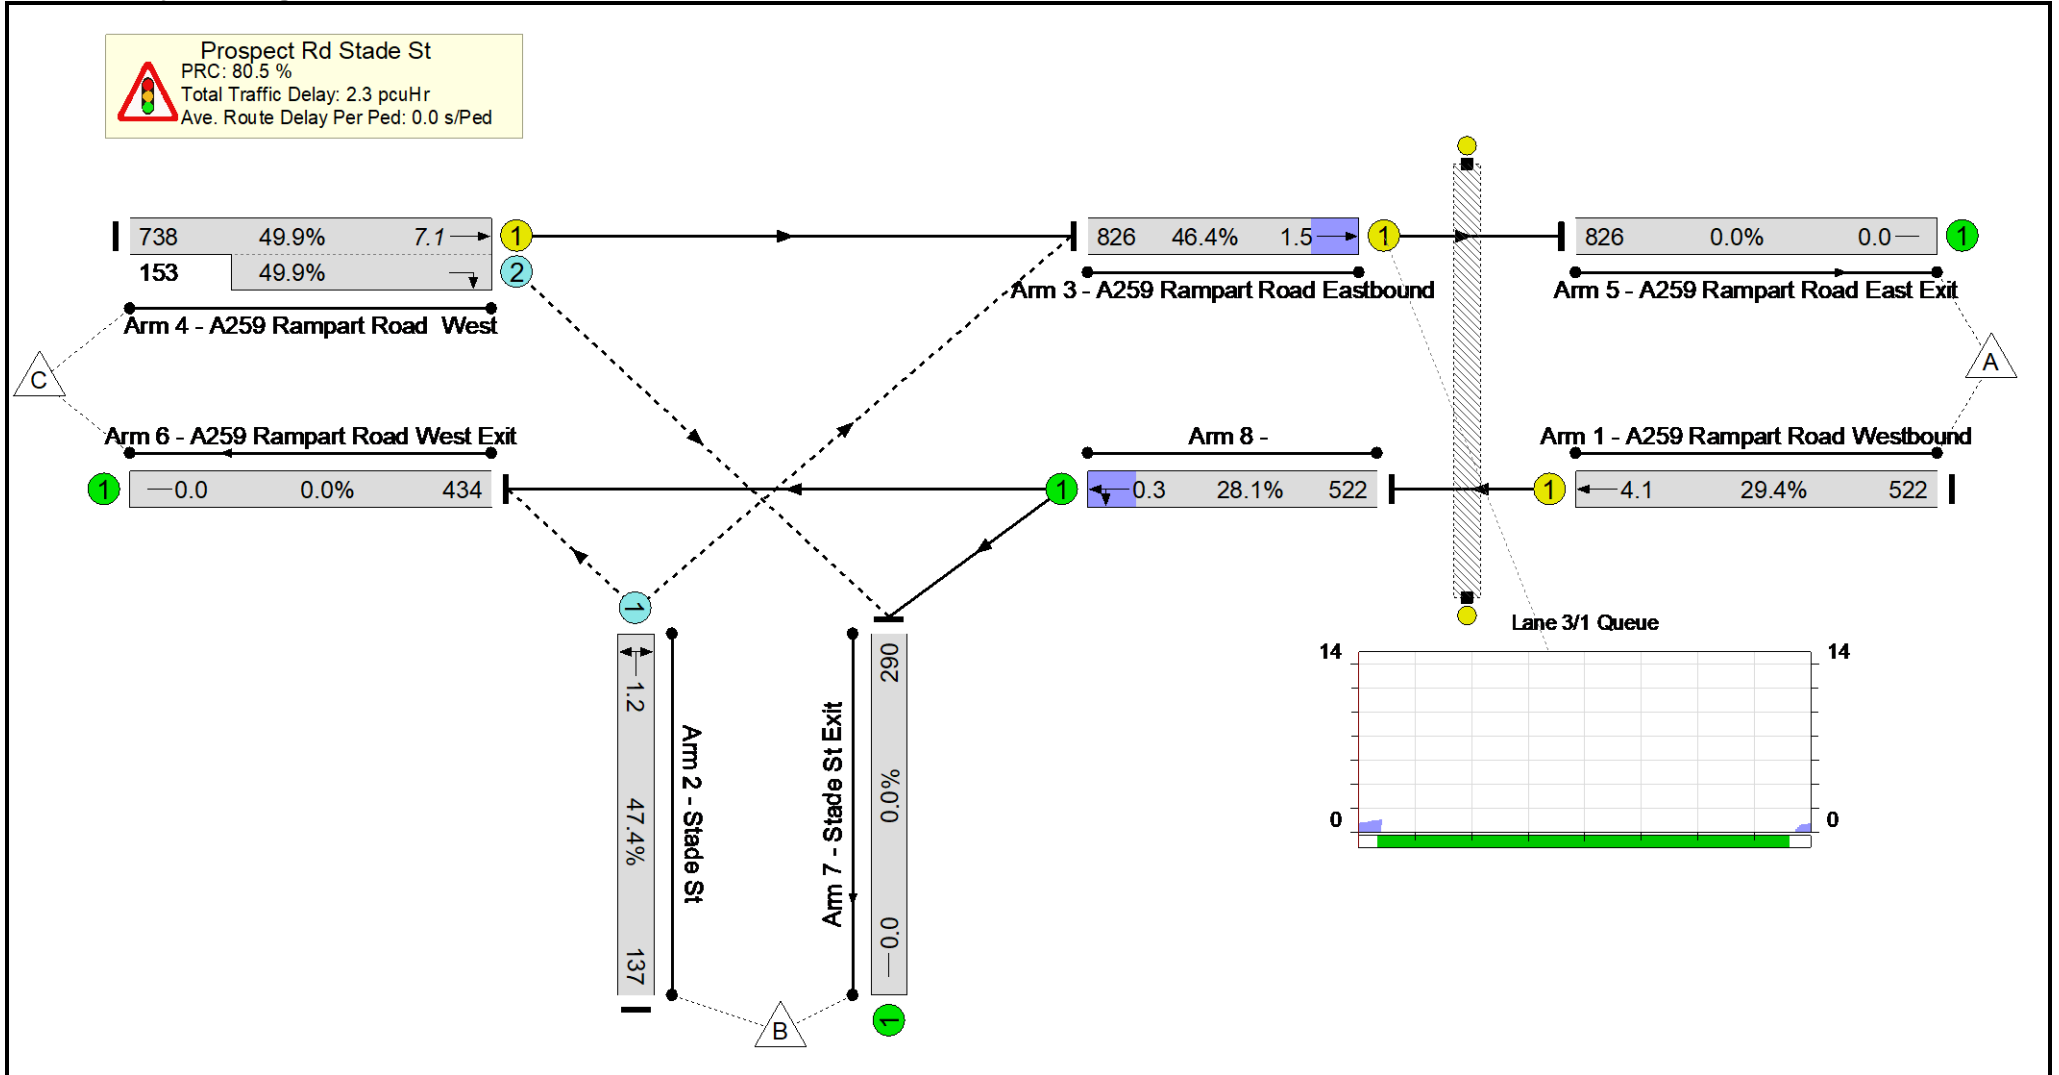 Prospect Rd Stade St
PRC: 80.5 %
Total Traffic Delay: 2.3 pcuHr
Ave. Route Delay Per Ped: 0.0 s/Ped
738 49.9% 7.1 1
153 49.9% 2
Arm 4 - A259 Rampart Road West
826 46.4% 1.5 1
Arm 3 - A259 Rampart Road Eastbound
826 0.0% 0.0 1
Arm 5 - A259 Rampart Road East Exit
C
A
Arm 6 - A259 Rampart Road West Exit
1 0.0 0.0% 434
Arm 8 -
1 0.3 28.1% 522
Arm 1 - A259 Rampart Road Westbound
1 4.1 29.4% 522
1
1.2 47.4% 137
Arm 2 - Stade St
Arm 7 - Stade St Exit
290 0.0% 0.0
1
B
Lane 3/1 Queue
14 14
0 0